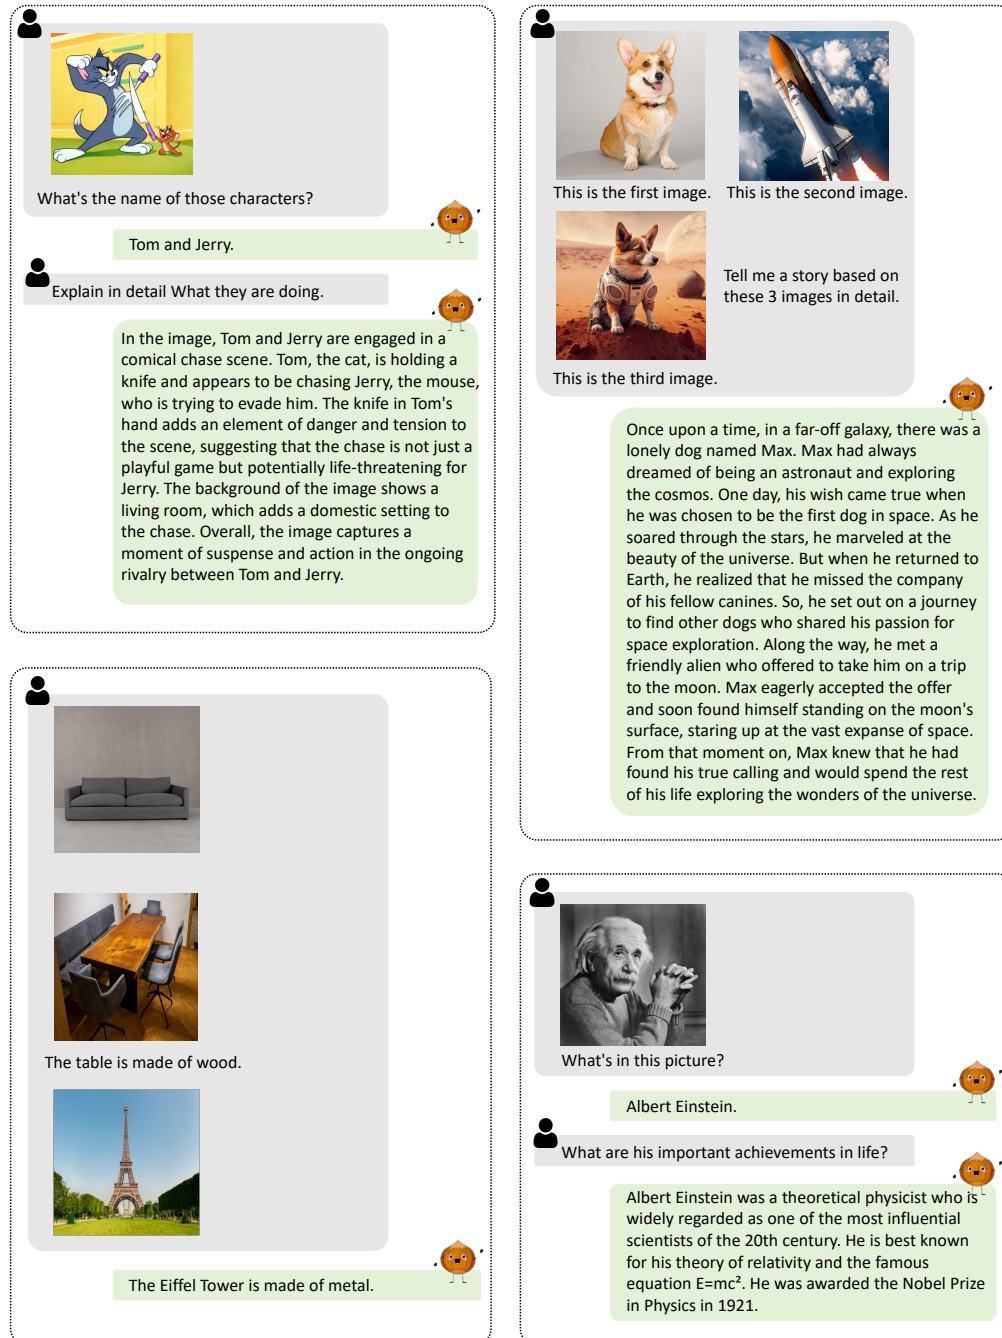 What's the name of those characters?
Tom and Jerry.
Explain in detail What they are doing.
In the image, Tom and Jerry are engaged in a
comical chase scene. Tom, the cat, is holding a
knife and appears to be chasing Jerry, the mouse,
who is trying to evade him. The knife in Tom's
hand adds an element of danger and tension to
the scene, suggesting that the chase is not just a
playful game but potentially life-threatening for
Jerry. The background of the image shows a
living room, which adds a domestic setting to
the chase. Overall, the image captures a
moment of suspense and action in the ongoing
rivalry between Tom and Jerry.
This is the first image.
This is the second image.
Tell me a story based on
these 3 images in detail.
This is the third image.
Once upon a time, in a far-off galaxy, there was a
lonely dog named Max. Max had always
dreamed of being an astronaut and exploring
the cosmos. One day, his wish came true when
he was chosen to be the first dog in space. As he
soared through the stars, he marveled at the
beauty of the universe. But when he returned to
Earth, he realized that he missed the company
of his fellow canines. So, he set out on a journey
to find other dogs who shared his passion for
space exploration. Along the way, he met a
friendly alien who offered to take him on a trip
to the moon. Max eagerly accepted the offer
and soon found himself standing on the moon's
surface, staring up at the vast expanse of space.
From that moment on, Max knew that he had
found his true calling and would spend the rest
of his life exploring the wonders of the universe.
The table is made of wood.
The Eiffel Tower is made of metal.
What's in this picture?
Albert Einstein.
What are his important achievements in life?
Albert Einstein was a theoretical physicist who is
widely regarded as one of the most influential
scientists of the 20th century. He is best known
for his theory of relativity and the famous
equation E=mc². He was awarded the Nobel Prize
in Physics in 1921.